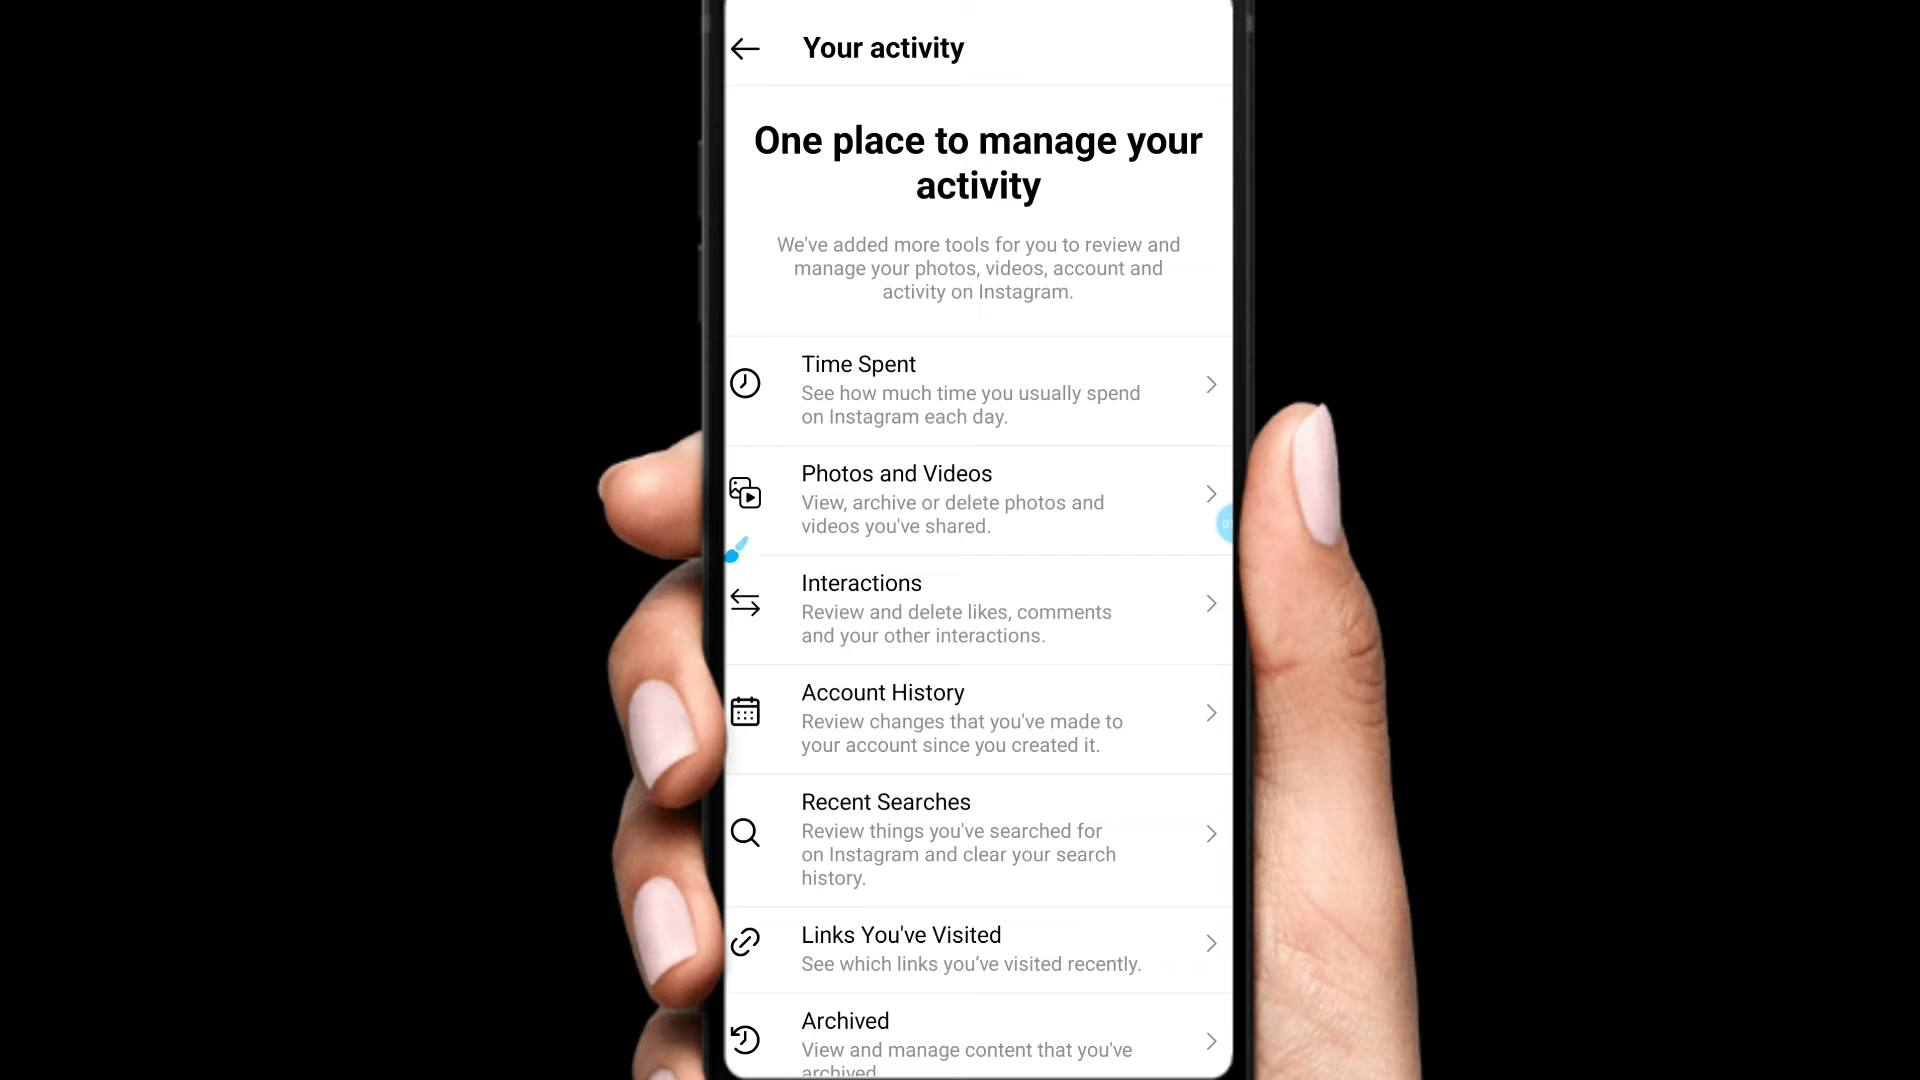 Your activity
One place to manage your
activity
We've added more tools for you to review and
manage your photos, videos, account and
activity on Instagram.
Time Spent
See how much time you usually spend
on Instagram each day.
Photos and Videos
View, archive or delete photos and
videos you've shared.
Interactions
Review and delete likes, comments
and your other interactions.
Account History
Review changes that you've made to
your account since you created it.
Recent Searches
Review things you've searched for
on Instagram and clear your search
history.
Links You've Visited
See which links you’ve visited recently.
Archived
View and manage content that you've
archived